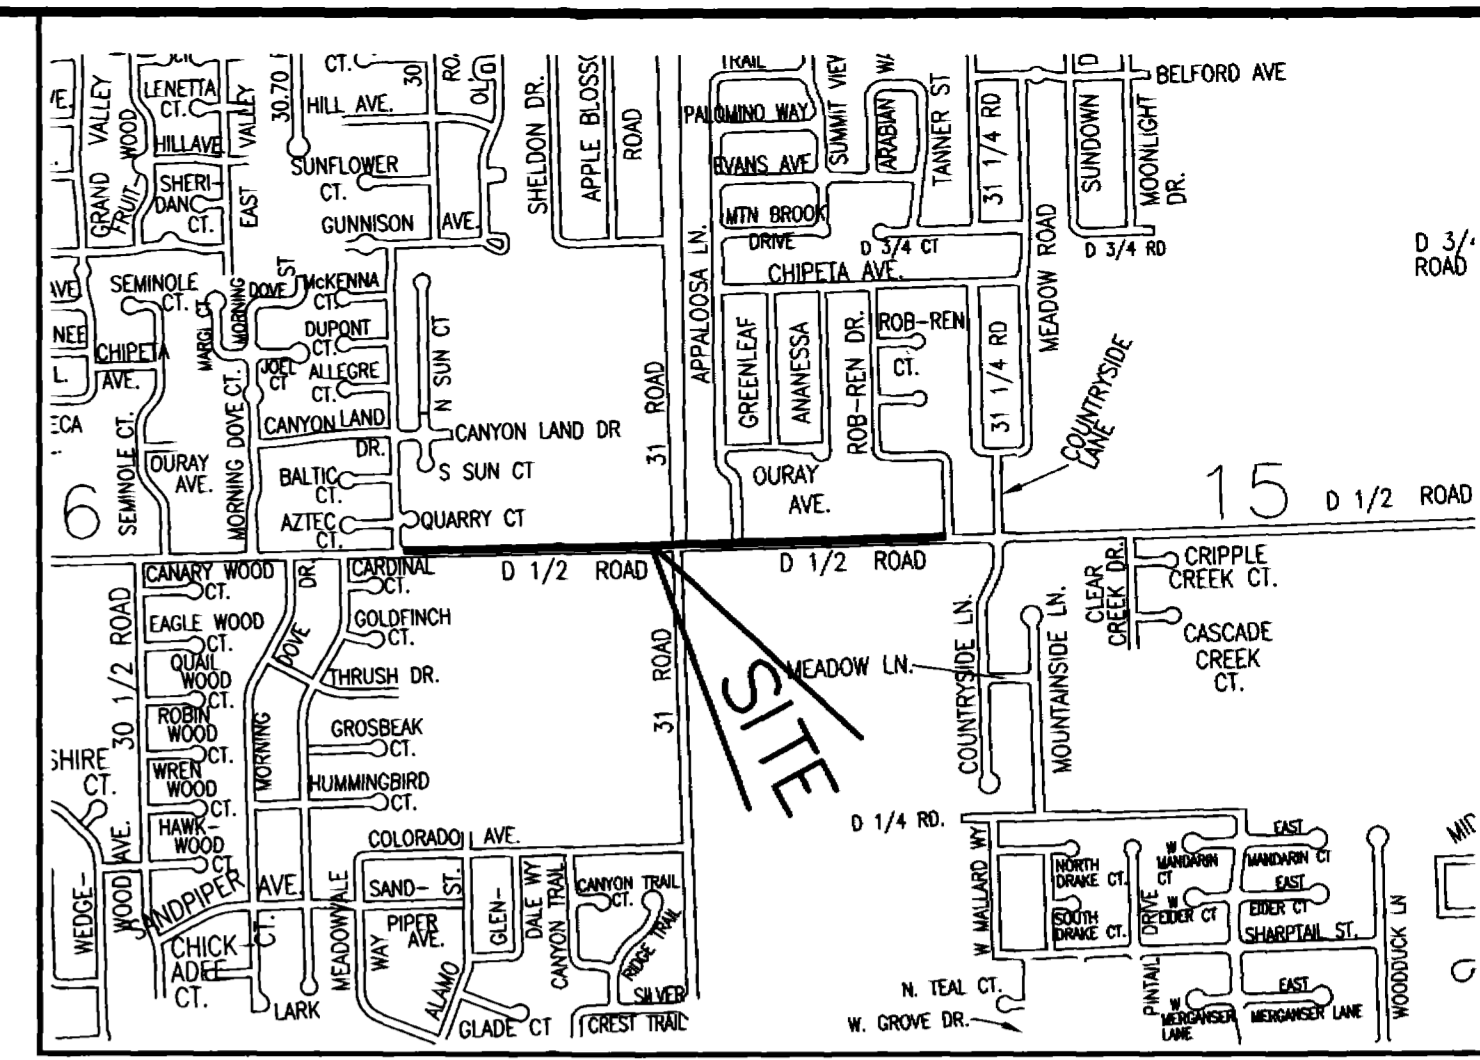 LENETTA
CT.
GRAND VALLEY
FRUIT-WOOD
HILLAVE
SHERI-
DAN
CT.
EAST VALLEY
30.70
CT.
HILL AVE.
30
RO.
SUNFLOWER
CT.
GUNNISON AVE.
SHELDON DR.
APPLE BLOSSO
ROAD
TRAIL
PALOMINO WAY
EVANS AVE
MTN BROOK
DRIVE
SUMMIT VIEW
ARABIAN
TANNER ST
31 1/4 RD
SUNDOWN
D
BELFORD AVE
MOONLIGHT
DR.
D 3/4 CT
D 3/4 RD
D 3/4
ROAD
CHIPETA AVE.
MEADOW ROAD
AVE
NEE
L.
ECA
SEMINOLE
CT.
CHIPETA
AVE.
MARGI CT
MORNING
DOVE ST
McKENNA
CT.
DUPONT
CT.
JOEL
CT
ALLEGRE
CT.
N SUN CT
CANYON LAND
DR.
CANYON LAND DR
S SUN CT
SEMINOLE CT.
OURAY
AVE.
MORNING DOVE CT.
BALTIC
CT.
AZTEC
CT.
QUARRY CT
31 ROAD
APPALOOSA LN.
GREENLEAF
ANANESSA
ROB-REN DR.
ROB-REN
CT.
31 1/4 RD
COUNTRYSIDE
LANE
OURAY
AVE.
6
15
D 1/2 ROAD
D 1/2 ROAD
D 1/2 ROAD
30 1/2 ROAD
CANARY WOOD
CT.
EAGLE WOOD
CT.
QUAIL
WOOD
CT.
ROBIN
WOOD
CT.
WREN
WOOD
CT.
HAWK-
WOOD
CT.
DR.
DOVE
MORNING
CARDINAL
CT.
GOLDFINCH
CT.
THRUSH DR.
GROSBEAK
CT.
HUMMINGBIRD
CT.
31 ROAD
SITE
MEADOW LN.
COUNTRYSIDE LN.
MOUNTAINSIDE LN.
CLEAR
CREEK DR.
CRIPPLE
CREEK CT.
CASCADE
CREEK
CT.
SHIRE
CT.
WEDGE-
WOOD AVE.
SANDPIPER AVE.
CHICK-
ADEE
CT.
CT.
LARK
MEADOWVALE
WAY
COLORADO AVE.
SAND-
PIPER
AVE.
ST.
ALAMO
GLEN-
DALE WY
GLADE CT
CANYON TRAIL
CANYON TRAIL
CT.
RIDGE TRAIL
SILVER
CREST TRAIL
D 1/4 RD.
W MALLARD WY
NORTH
DRAKE CT.
SOUTH
DRAKE CT.
PINTAIL DRIVE
W
MANDARIN
CT
EAST
MANDARIN CT
W
EIDER CT
EAST
EIDER CT
SHARPTAIL ST.
WOODDUCK LN
N. TEAL CT.
W. GROVE DR.
W
MERGANSER
LANE
EAST
MERGANSER LANE